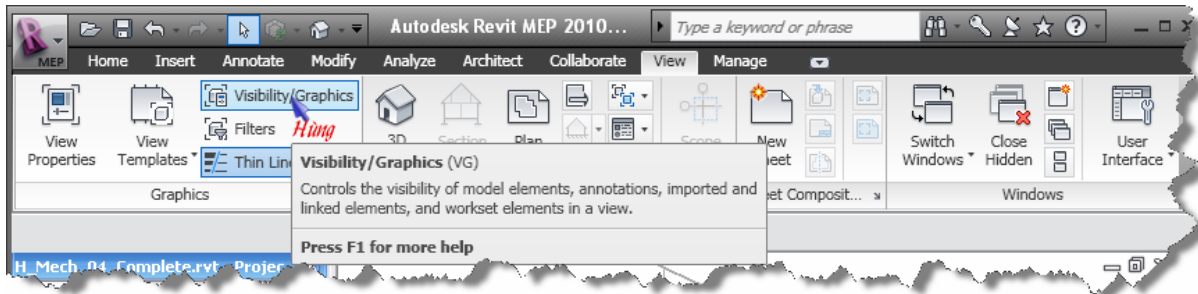 Autodesk Revit MEP 2010... Type a keyword or phrase
MEP Home Insert Annotate Modify Analyze Architect Collaborate View Manage
Visibility/Graphics
Filters Hùng
Thin Line
View Properties
View Templates
3D Section Plan
Scope
New
eet
Switch Windows
Close Hidden
User Interface
Graphics
et Composit...
Windows
Visibility/Graphics (VG)
Controls the visibility of model elements, annotations, imported and
linked elements, and workset elements in a view.
Press F1 for more help
H_Mech_04_Complete.rvt Projec